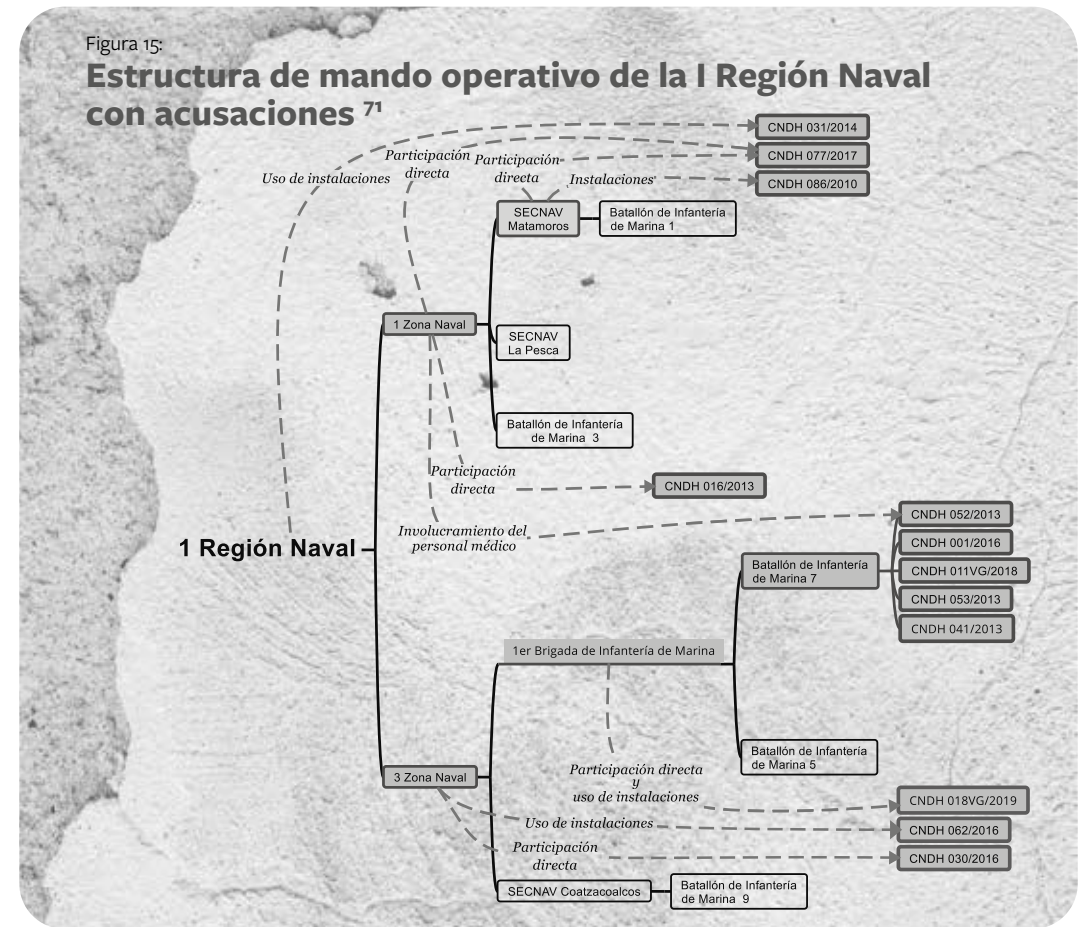 Figura 15:
Estructura de mando operativo de la I Región Naval
con acusaciones 71
CNDH 031/2014
Participación
directa
Participación
directa
CNDH 077/2017
Uso de instalaciones
Instalaciones
CNDH 086/2010
SECNAV
Matamoros
Batallón de Infantería
de Marina 1
1 Zona Naval
SECNAV
La Pesca
Batallón de Infantería
de Marina 3
Participación
directa
CNDH 016/2013
Involucramiento del
personal médico
CNDH 052/2013
1 Región Naval
CNDH 001/2016
Batallón de Infantería
de Marina 7
CNDH 011VG/2018
CNDH 053/2013
CNDH 041/2013
1er Brigada de Infantería de Marina
Batallón de Infantería
de Marina 5
3 Zona Naval
Participación directa
y
uso de instalaciones
CNDH 018VG/2019
Uso de instalaciones
CNDH 062/2016
Participación
directa
CNDH 030/2016
SECNAV Coatzacoalcos
Batallón de Infantería
de Marina 9